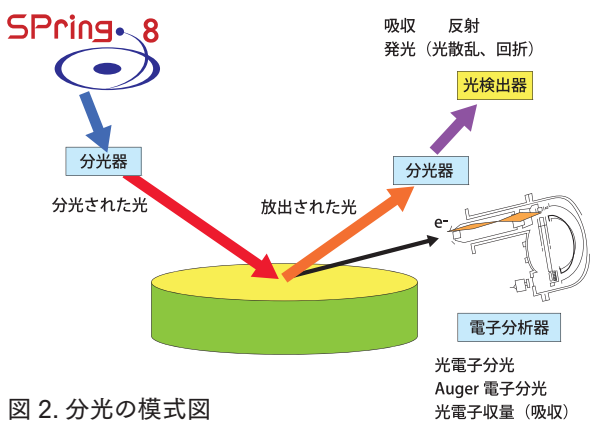 SPring-8
吸収　反射
発光（光散乱、回折）
光検出器
分光器
分光器
分光された光
放出された光
e-
電子分析器
光電子分光
Auger 電子分光
光電子収量（吸収）
図 2. 分光の模式図